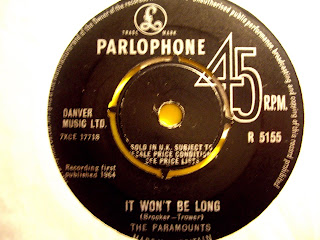 TRADE MARK
PARLOPHONE
45
R.P.M.
DANVER
MUSIC LTD.
7XCE 17718
R 5155
SOLD IN U.K. SUBJECT TO
RESALE PRICE CONDITIONS
SEE PRICE LISTS
Recording first
published 1964
IT WON'T BE LONG
(Brooker-Trower)
THE PARAMOUNTS